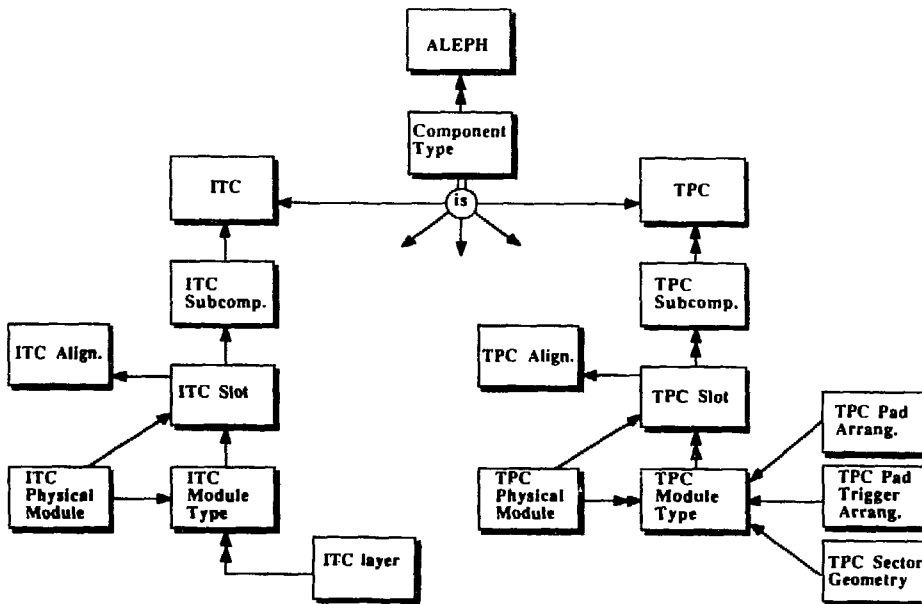 ALEPH
Component
Type
ITC
is
TPC
ITC
Subcomp.
TPC
Subcomp.
ITC Align.
ITC Slot
TPC Align.
TPC Slot
TPC Pad
Arrang.
ITC
Physical
Module
ITC
Module
Type
TPC
Physical
Module
TPC
Module
Type
TPC Pad
Trigger
Arrang.
ITC layer
TPC Sector
Geometry